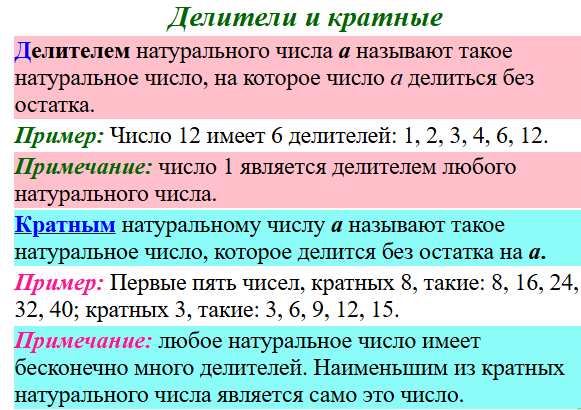 Делители и кратные
Делителем натурального числа а называют такое
натуральное число, на которое число а делиться без
остатка.
Пример: Число 12 имеет 6 делителей: 1, 2, 3, 4, 6, 12.
Примечание: число 1 является делителем любого
натурального числа.
Кратным натуральному числу а называют такое
натуральное число, которое делится без остатка на а.
Пример: Первые пять чисел, кратных 8, такие: 8, 16, 24,
32, 40; кратных 3, такие: 3, 6, 9, 12, 15.
Примечание: любое натуральное число имеет
бесконечно много делителей. Наименьшим из кратных
натурального числа является само это число.